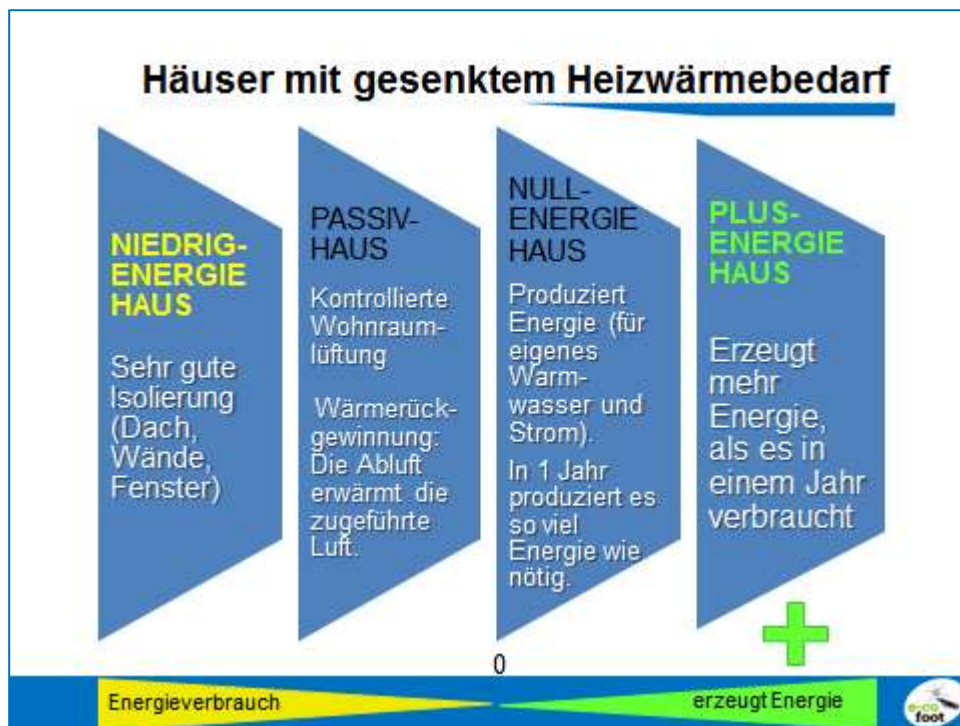 Häuser mit gesenktem Heizwärmebedarf
NIEDRIG-
ENERGIE
HAUS
Sehr gute
Isolierung
(Dach,
Wände,
Fenster)
PASSIV-
HAUS
Kontrollierte
Wohnraum-
lüftung
Wärmerück-
gewinnung:
Die Abluft
erwärmt die
zugeführte
Luft.
NULL-
ENERGIE
HAUS
Produziert
Energie (für
eigenes
Warm-
wasser und
Strom).
In 1 Jahr
produziert es
so viel
Energie wie
nötig.
PLUS-
ENERGIE
HAUS
Erzeugt
mehr
Energie,
als es in
einem Jahr
verbraucht
0
Energieverbrauch
erzeugt Energie
e-co
foot